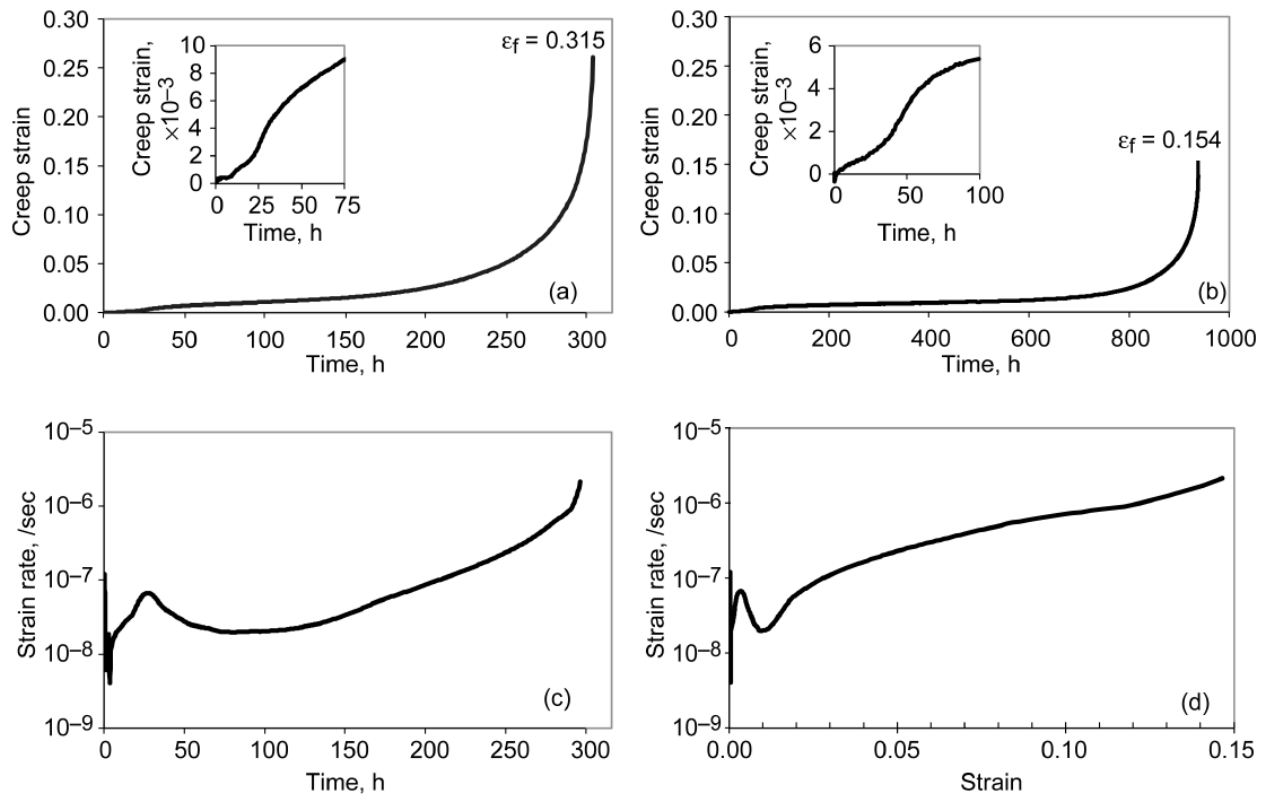 0.30
0.25
0.20
0.15
0.10
0.05
0.00
Creep strain
0 50 100 150 200 250 300
Time, h
εf = 0.315
(a)
10
8
6
4
2
0
Creep strain,
×10–3
0 25 50 75
Time, h
0.30
0.25
0.20
0.15
0.10
0.05
0.00
Creep strain
0 200 400 600 800 1000
Time, h
εf = 0.154
(b)
6
4
2
0
Creep strain,
×10–3
0 50 100
Time, h
10–5
10–6
10–7
10–8
10–9
Strain rate, /sec
0 50 100 150 200 250 300
Time, h
(c)
10–5
10–6
10–7
10–8
10–9
Strain rate, /sec
0.00 0.05 0.10 0.15
Strain
(d)